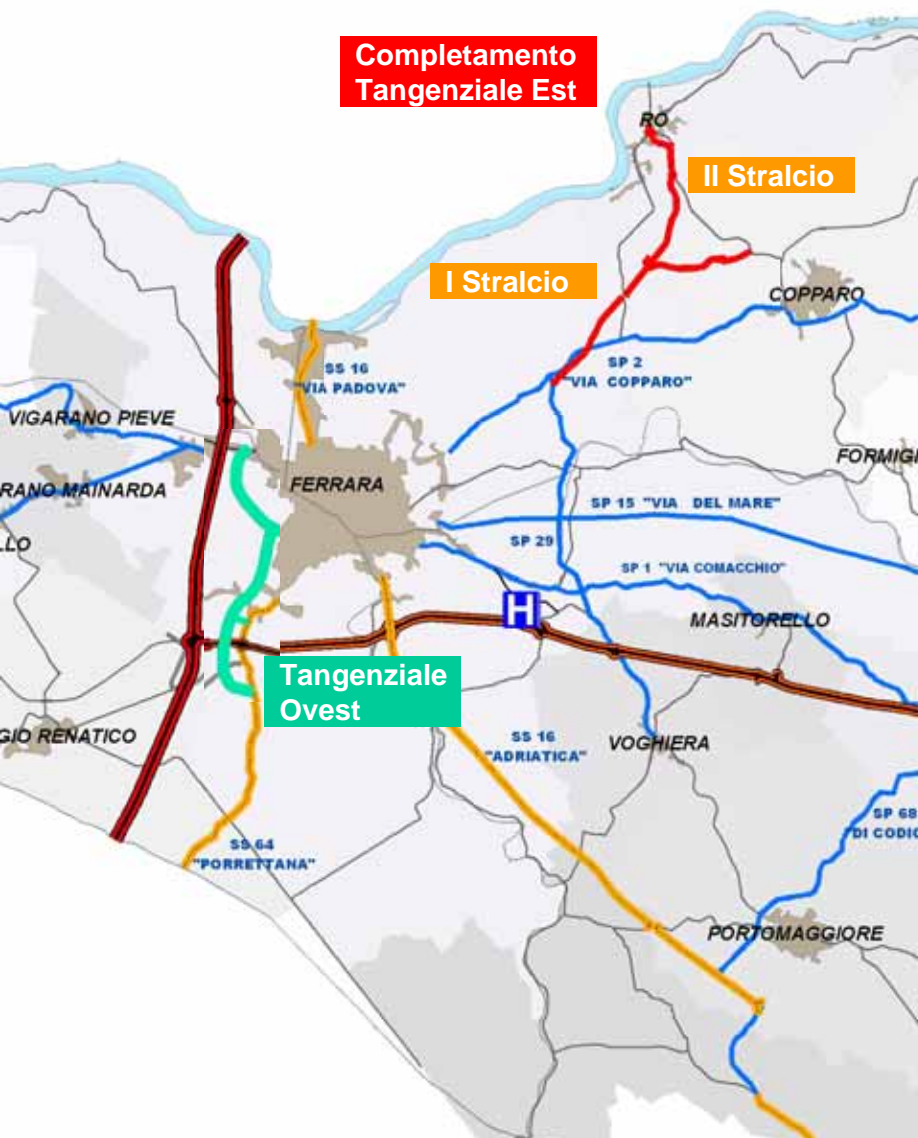 Completamento
Tangenziale Est
RO
II Stralcio
I Stralcio
COPPARO
SS 16
"VIA PADOVA"
SP 2
"VIA COPPARO"
VIGARANO PIEVE
FORMIGI
RANO MAINARDA
FERRARA
SP 15 "VIA DEL MARE"
LLO
SP 29
SP 1 "VIA COMACCHIO"
H
MASITORELLO
Tangenziale
Ovest
GIO RENATICO
SS 16
"ADRIATICA"
VOGHIERA
SP 68
"DI CODIG
SS 64
"PORRETTANA"
PORTOMAGGIORE